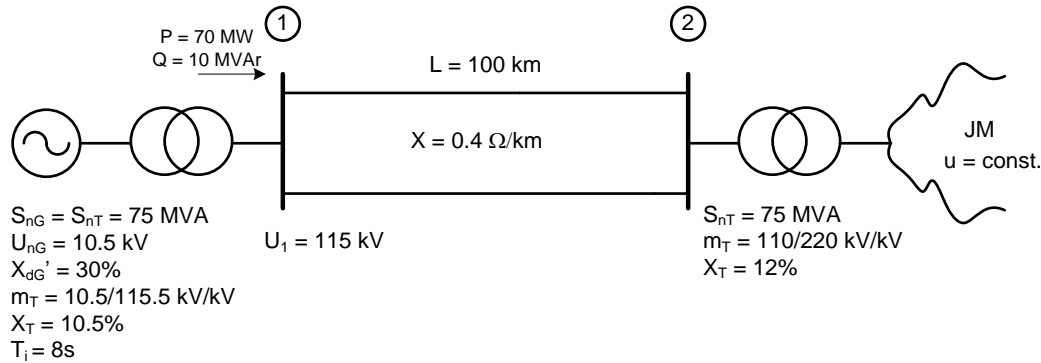 1
2
P = 70 MW
Q = 10 MVAr
L = 100 km
X = 0.4 Ω/km
JM
u = const.
S_nG = S_nT = 75 MVA
U_nG = 10.5 kV
X_dG' = 30%
m_T = 10.5/115.5 kV/kV
X_T = 10.5%
T_j = 8s
U_1 = 115 kV
S_nT = 75 MVA
m_T = 110/220 kV/kV
X_T = 12%